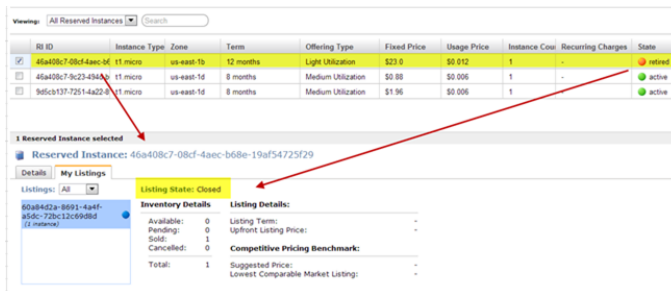 Viewing: All Reserved Instances Search
RI ID Instance Type Zone Term Offering Type Fixed Price Usage Price Instance Cou Recurring Charges State
46a408c7-08cf-4aec-b6 t1.micro us-east-1b 12 months Light Utilization $23.0 $0.012 1 - retired
46a408c7-9c23-494d-b t1.micro us-east-1d 8 months Medium Utilization $0.88 $0.006 1 - active
9d5cb137-7251-4a22-8 t1.micro us-east-1d 8 months Medium Utilization $1.96 $0.006 1 - active
1 Reserved Instance selected
Reserved Instance: 46a408c7-08cf-4aec-b68e-19af54725f29
Details My Listings
Listings: All Listing State: Closed
60a84d2a-8691-4a4f-
a5dc-72bc12c69d8d
(1 instance)
Inventory Details Listing Details:
Available: 0 Listing Term: -
Pending: 0 Upfront Listing Price: -
Sold: 1
Cancelled: 0 Competitive Pricing Benchmark:
Total: 1 Suggested Price: -
Lowest Comparable Market Listing: -